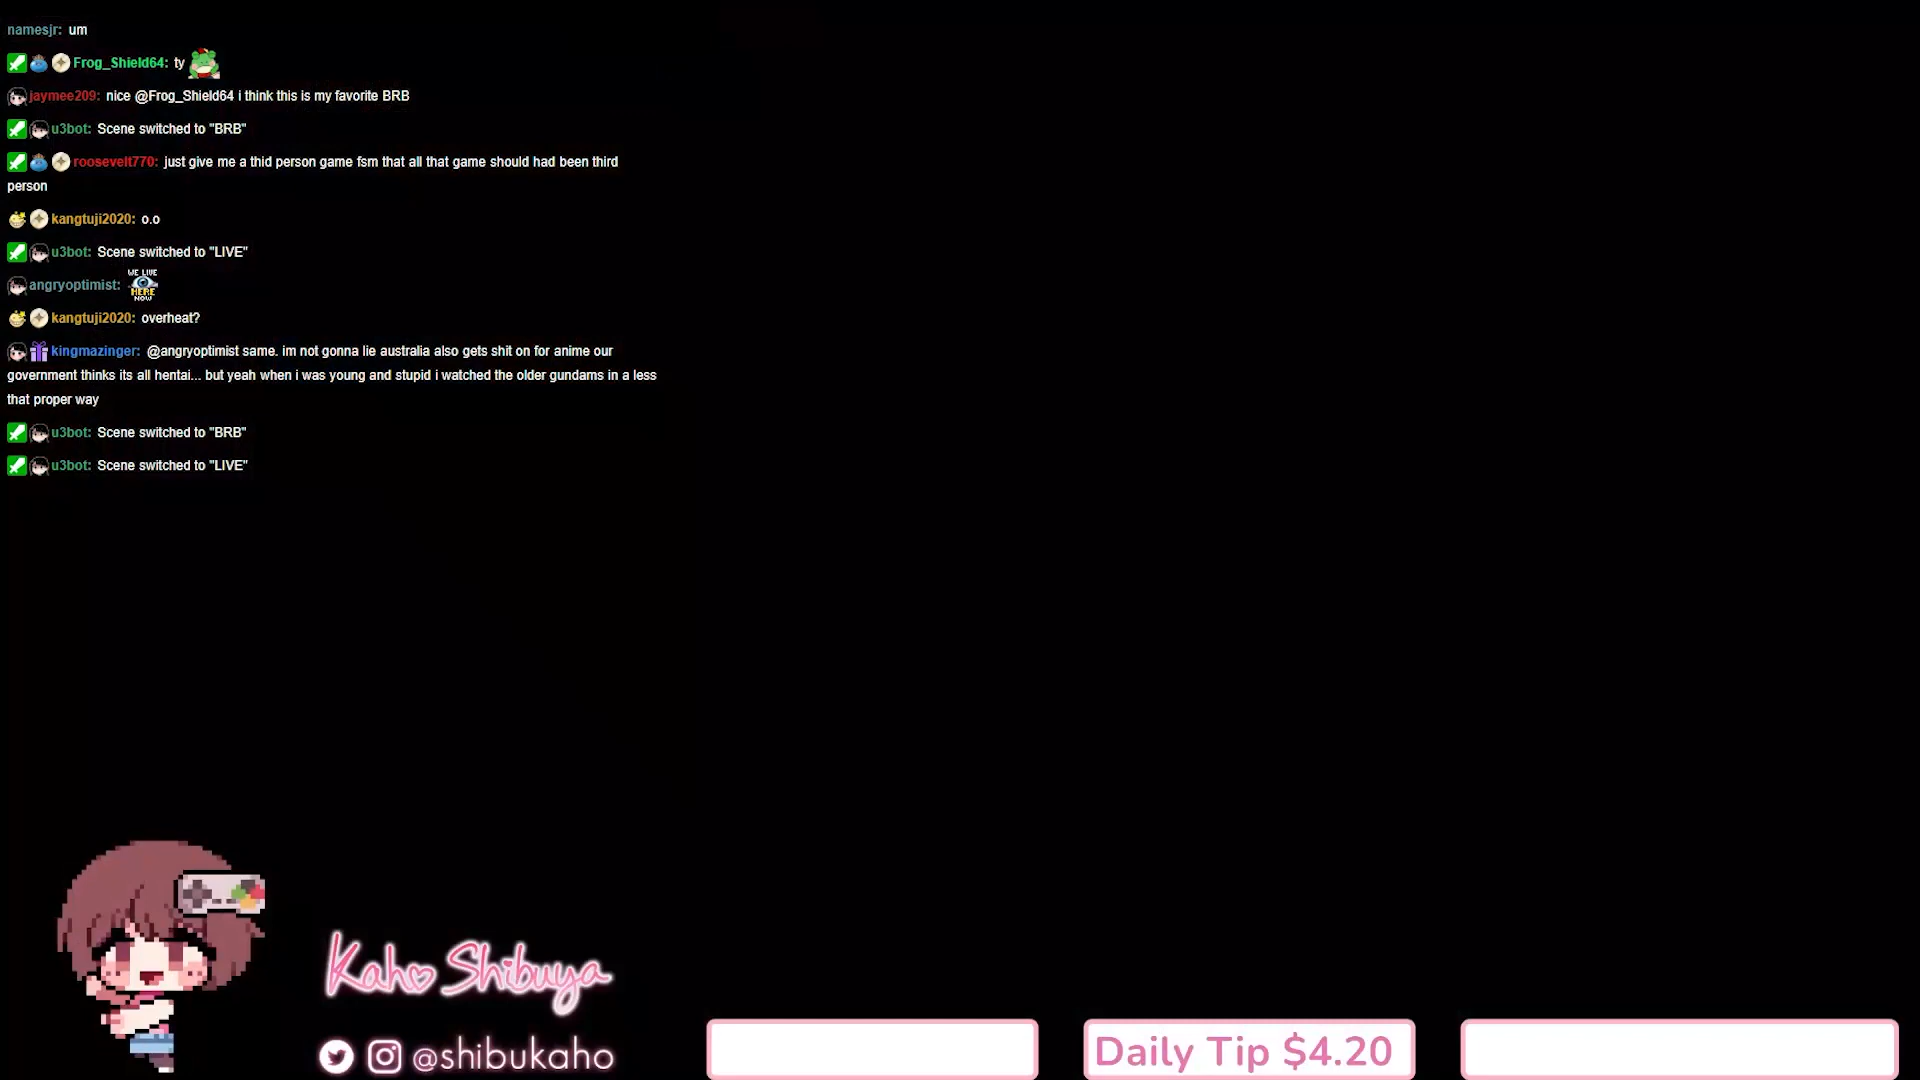 namesjr: um
Frog_Shield64: ty
jaymee209: nice @Frog_Shield64 i think this is my favorite BRB
u3bot: Scene switched to "BRB"
roosevelt770: just give me a thid person game fsm that all that game should had been third
person
kangtuji2020: o.o
u3bot: Scene switched to "LIVE"
angryoptimist: WE LIVE HERE NOW
kangtuji2020: overheat?
kingmazinger: @angryoptimist same. im not gonna lie australia also gets shit on for anime our
government thinks its all hentai... but yeah when i was young and stupid i watched the older gundams in a less
that proper way
u3bot: Scene switched to "BRB"
u3bot: Scene switched to "LIVE"
Kaho Shibuya
@shibukaho
Daily Tip $4.20